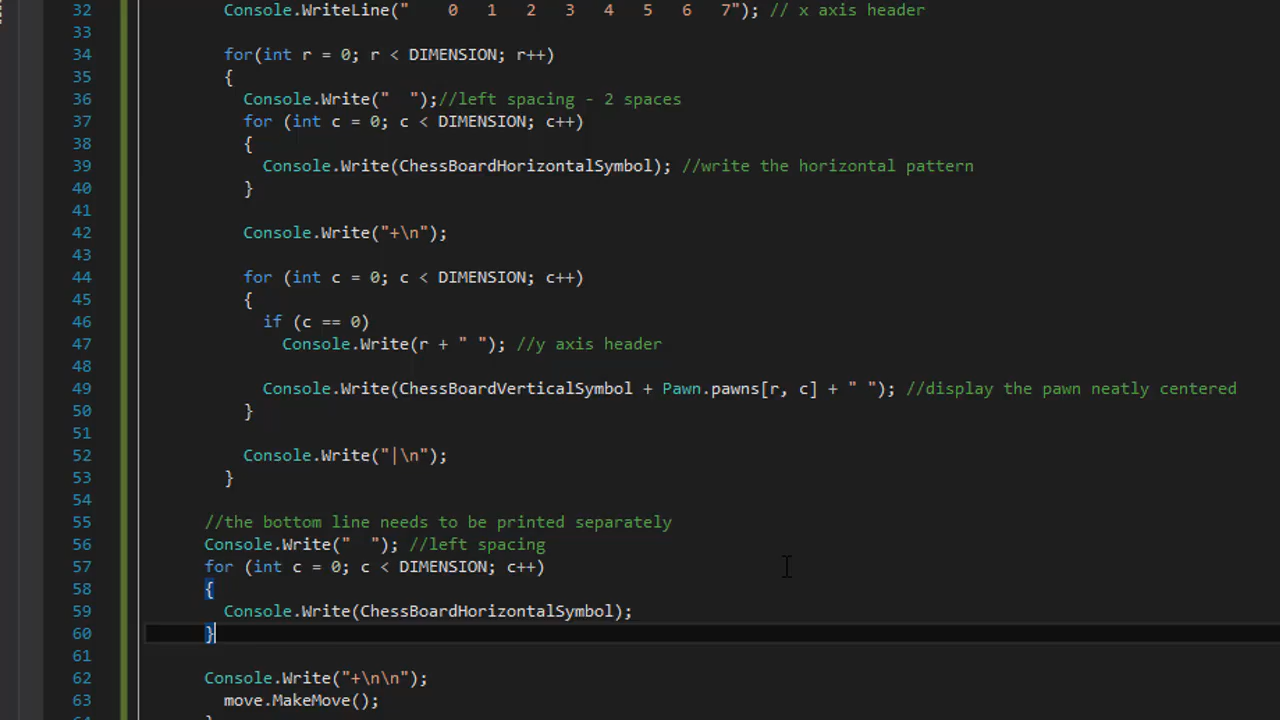 32 Console.WriteLine("    0   1   2   3   4   5   6   7"); // x axis header
33
34 for(int r = 0; r < DIMENSION; r++)
35 {
36 Console.Write("  ");//left spacing - 2 spaces
37 for (int c = 0; c < DIMENSION; c++)
38 {
39 Console.Write(ChessBoardHorizontalSymbol); //write the horizontal pattern
40 }
41
42 Console.Write("+\n");
43
44 for (int c = 0; c < DIMENSION; c++)
45 {
46 if (c == 0)
47 Console.Write(r + " "); //y axis header
48
49 Console.Write(ChessBoardVerticalSymbol + Pawn.pawns[r, c] + " "); //display the pawn neatly centered
50 }
51
52 Console.Write("|\n");
53 }
54
55 //the bottom line needs to be printed separately
56 Console.Write("  "); //left spacing
57 for (int c = 0; c < DIMENSION; c++)
58 {
59 Console.Write(ChessBoardHorizontalSymbol);
60 }
61
62 Console.Write("+\n\n");
63 move.MakeMove();